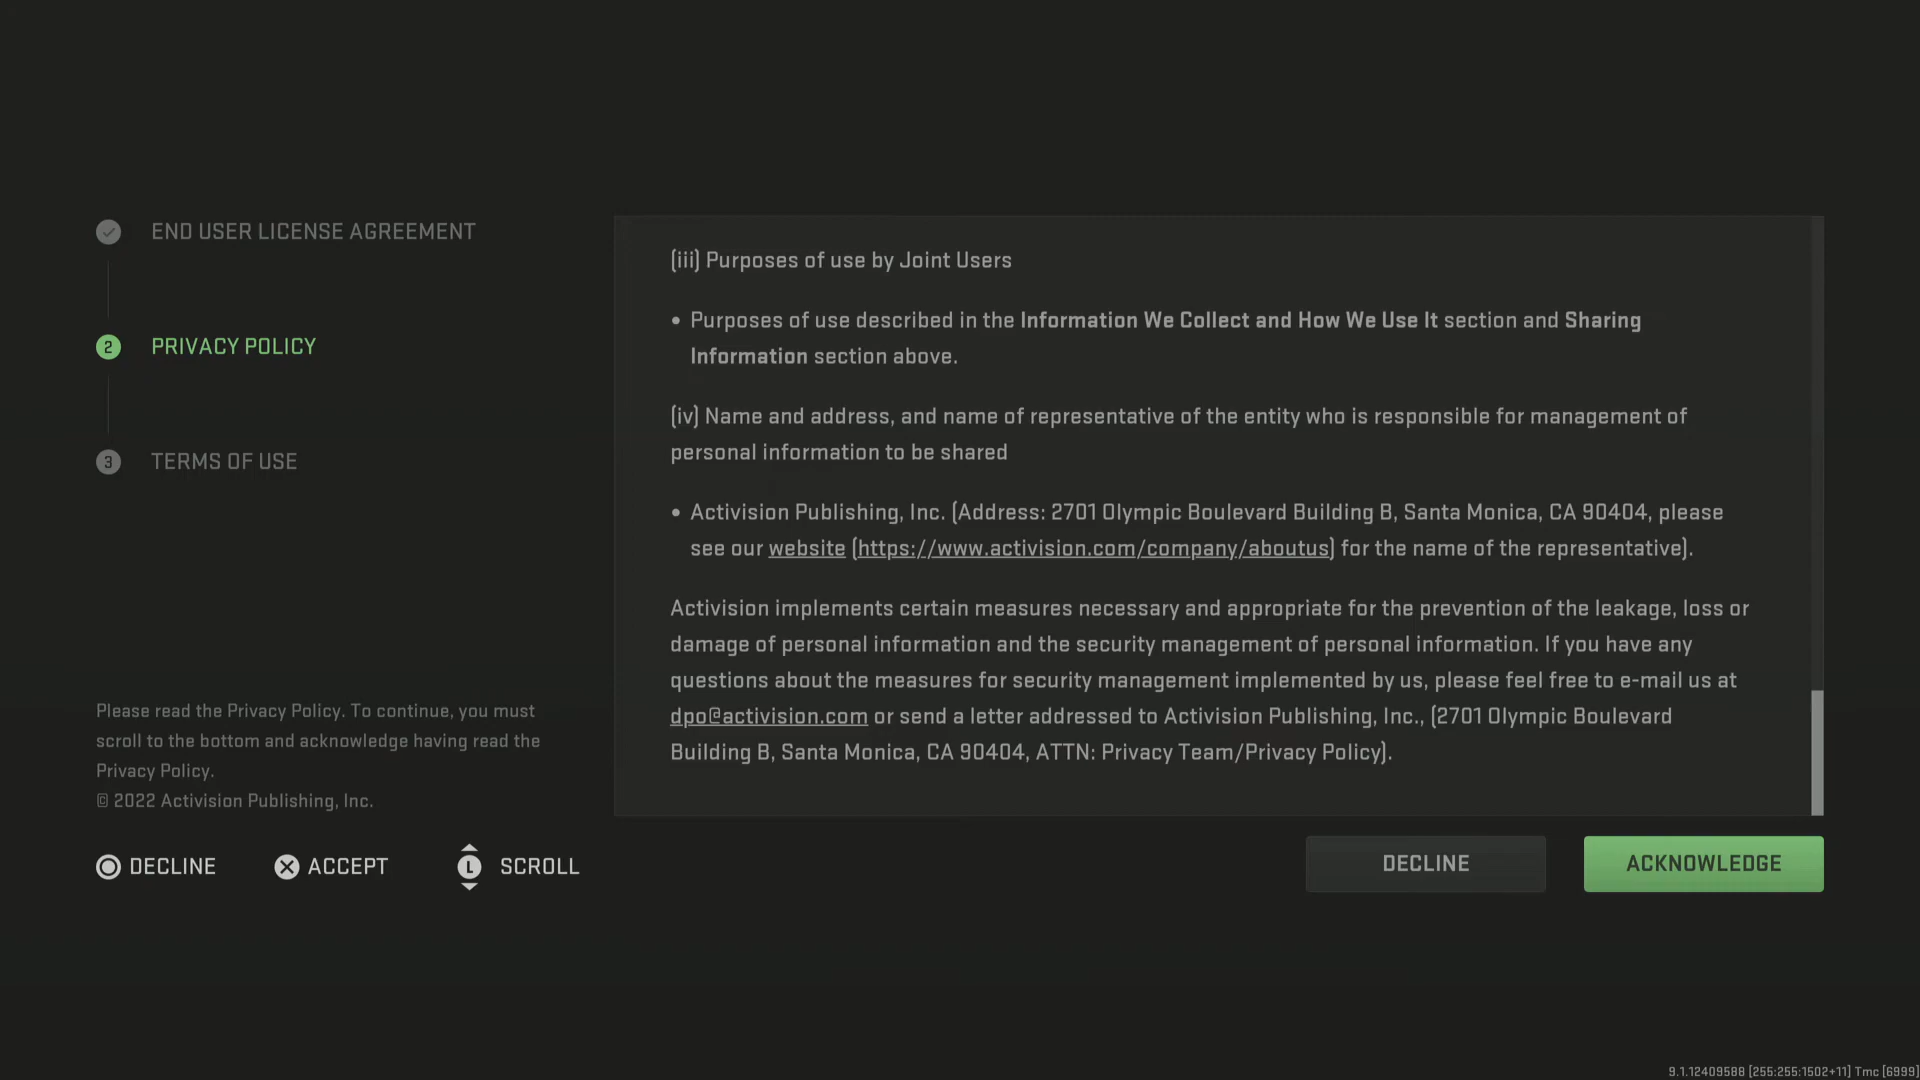 END USER LICENSE AGREEMENT
2 PRIVACY POLICY
3 TERMS OF USE
Please read the Privacy Policy. To continue, you must
scroll to the bottom and acknowledge having read the
Privacy Policy.
© 2022 Activision Publishing, Inc.
(iii) Purposes of use by Joint Users
• Purposes of use described in the Information We Collect and How We Use It section and Sharing
Information section above.
(iv) Name and address, and name of representative of the entity who is responsible for management of
personal information to be shared
• Activision Publishing, Inc. (Address: 2701 Olympic Boulevard Building B, Santa Monica, CA 90404, please
see our website (https://www.activision.com/company/aboutus) for the name of the representative).
Activision implements certain measures necessary and appropriate for the prevention of the leakage, loss or
damage of personal information and the security management of personal information. If you have any
questions about the measures for security management implemented by us, please feel free to e-mail us at
dpo@activision.com or send a letter addressed to Activision Publishing, Inc., (2701 Olympic Boulevard
Building B, Santa Monica, CA 90404, ATTN: Privacy Team/Privacy Policy).
DECLINE
ACCEPT
L SCROLL
DECLINE
ACKNOWLEDGE
9.1.12409588 [255:255:1502+11] Tmc [6999]